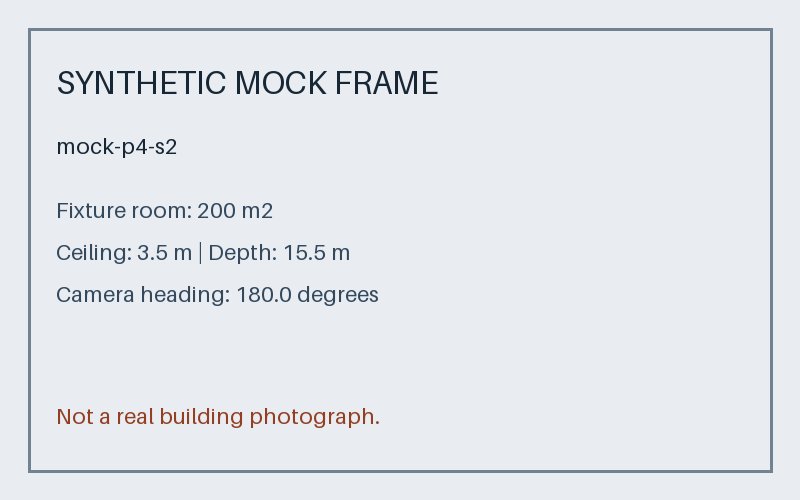 SYNTHETIC MOCK FRAME
mock-p4-s2
Fixture room: 200 m2
Ceiling: 3.5 m | Depth: 15.5 m
Camera heading: 180.0 degrees
Not a real building photograph.